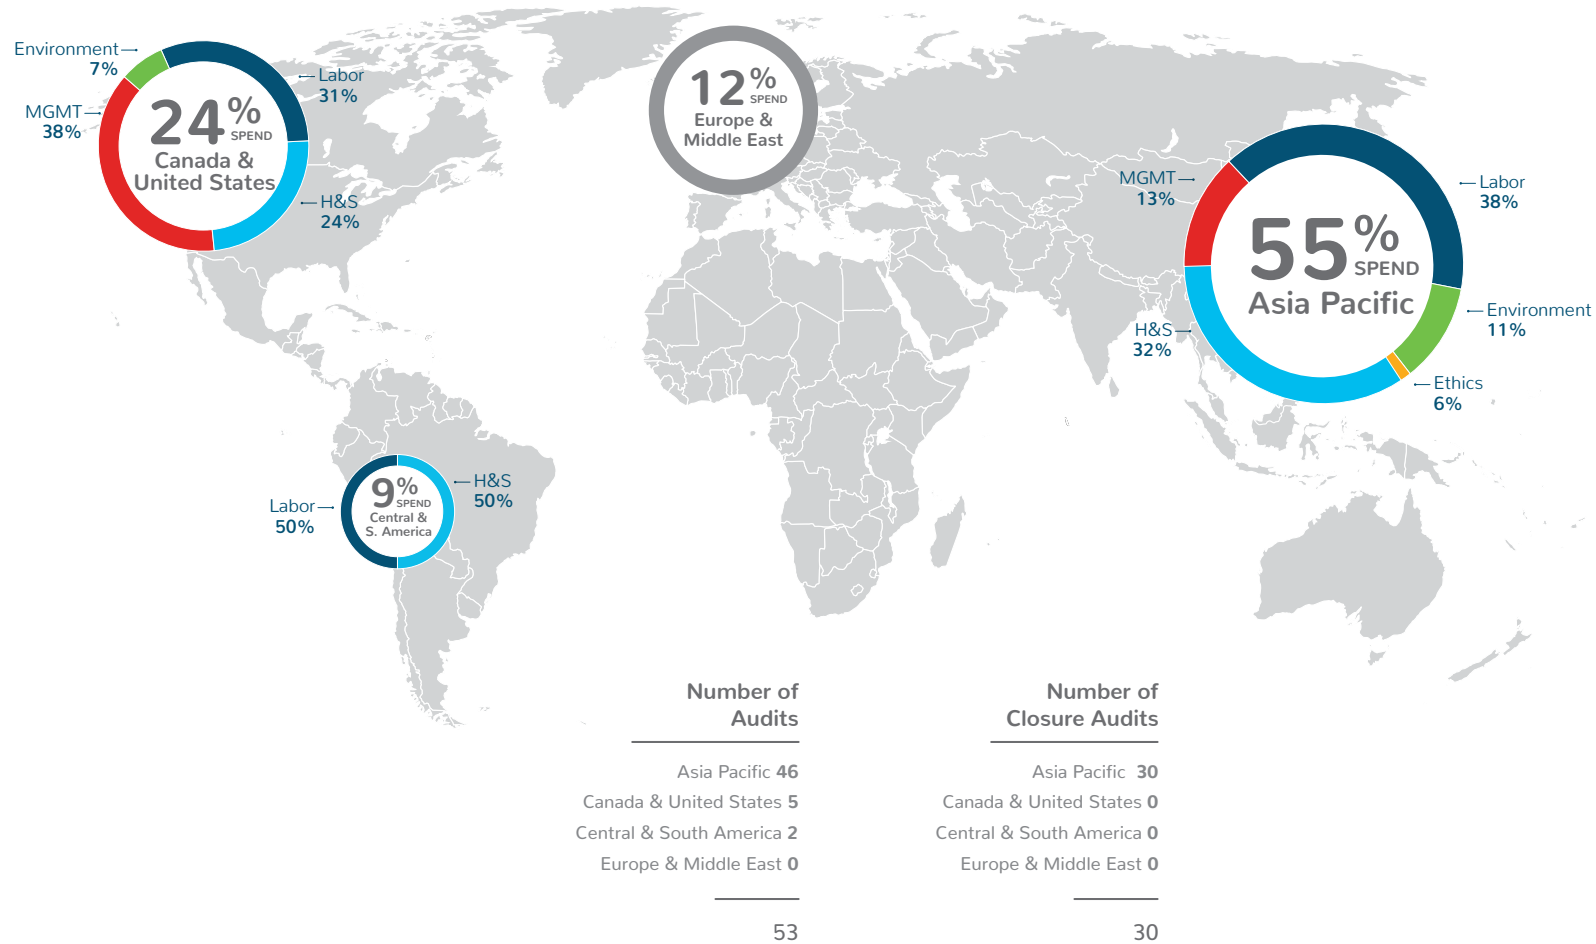 Environment
7%
MGMT
38%
Labor
31%
H&S
24%
24%
SPEND
Canada &
United States
12%
SPEND
Europe &
Middle East
MGMT
13%
Labor
38%
Environment
11%
Ethics
6%
H&S
32%
55%
SPEND
Asia Pacific
Labor
50%
H&S
50%
9%
SPEND
Central &
S. America
Number of
Audits
Asia Pacific 46
Canada & United States 5
Central & South America 2
Europe & Middle East 0
53
Number of
Closure Audits
Asia Pacific 30
Canada & United States 0
Central & South America 0
Europe & Middle East 0
30